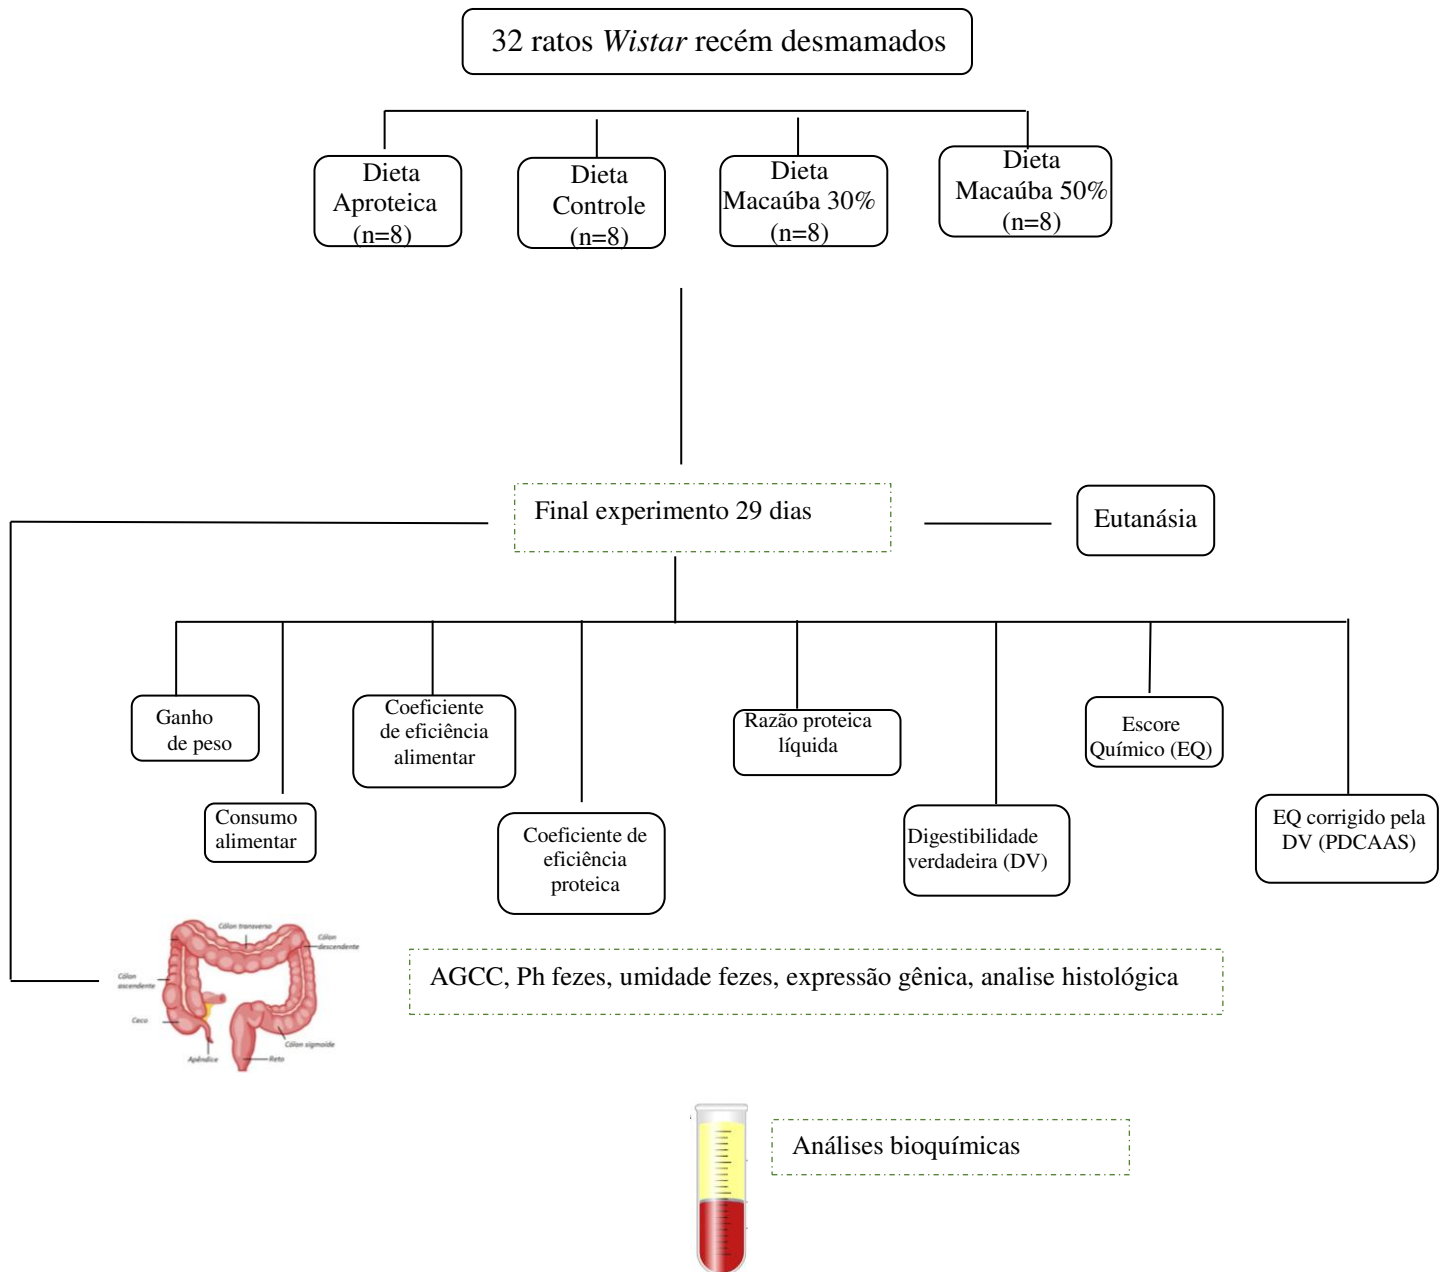 32 ratos Wistar recém desmamados
Dieta
Aproteica
(n=8)
Dieta
Controle
(n=8)
Dieta
Macaúba 30%
(n=8)
Dieta
Macaúba 50%
(n=8)
Final experimento 29 dias
Eutanásia
Ganho
de peso
Consumo
alimentar
Coeficiente
de eficiência
alimentar
Coeficiente de
eficiência
proteica
Razão proteica
líquida
Digestibilidade
verdadeira (DV)
Escore
Químico (EQ)
EQ corrigido pela
DV (PDCAAS)
Cólon transverso
Cólon
descendente
Cólon
ascendente
Ceco
Apêndice
Reto
Cólon sigmoide
AGCC, Ph fezes, umidade fezes, expressão gênica, analise histológica
Análises bioquímicas